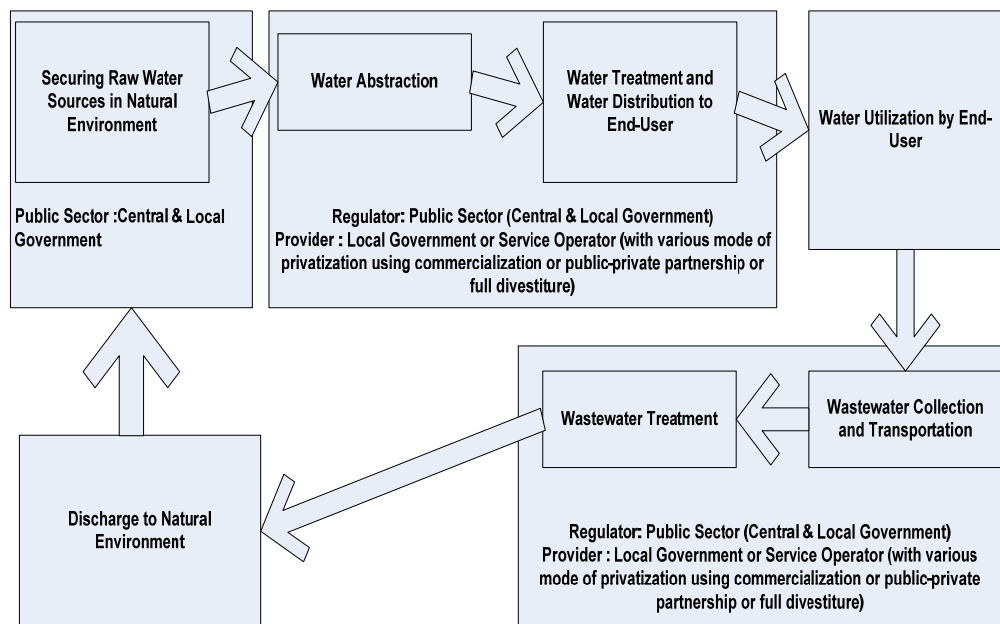 Securing Raw Water
Sources in Natural
Environment
Public Sector :Central & Local
Government
Water Abstraction
Water Treatment and
Water Distribution to
End-User
Regulator: Public Sector (Central & Local Government)
Provider : Local Government or Service Operator (with various mode of
privatization using commercialization or public-private partnership or
full divestiture)
Water Utilization by End-
User
Wastewater Collection
and Transportation
Wastewater Treatment
Regulator: Public Sector (Central & Local Government)
Provider : Local Government or Service Operator (with various
mode of privatization using commercialization or public-private
partnership or full divestiture)
Discharge to Natural
Environment